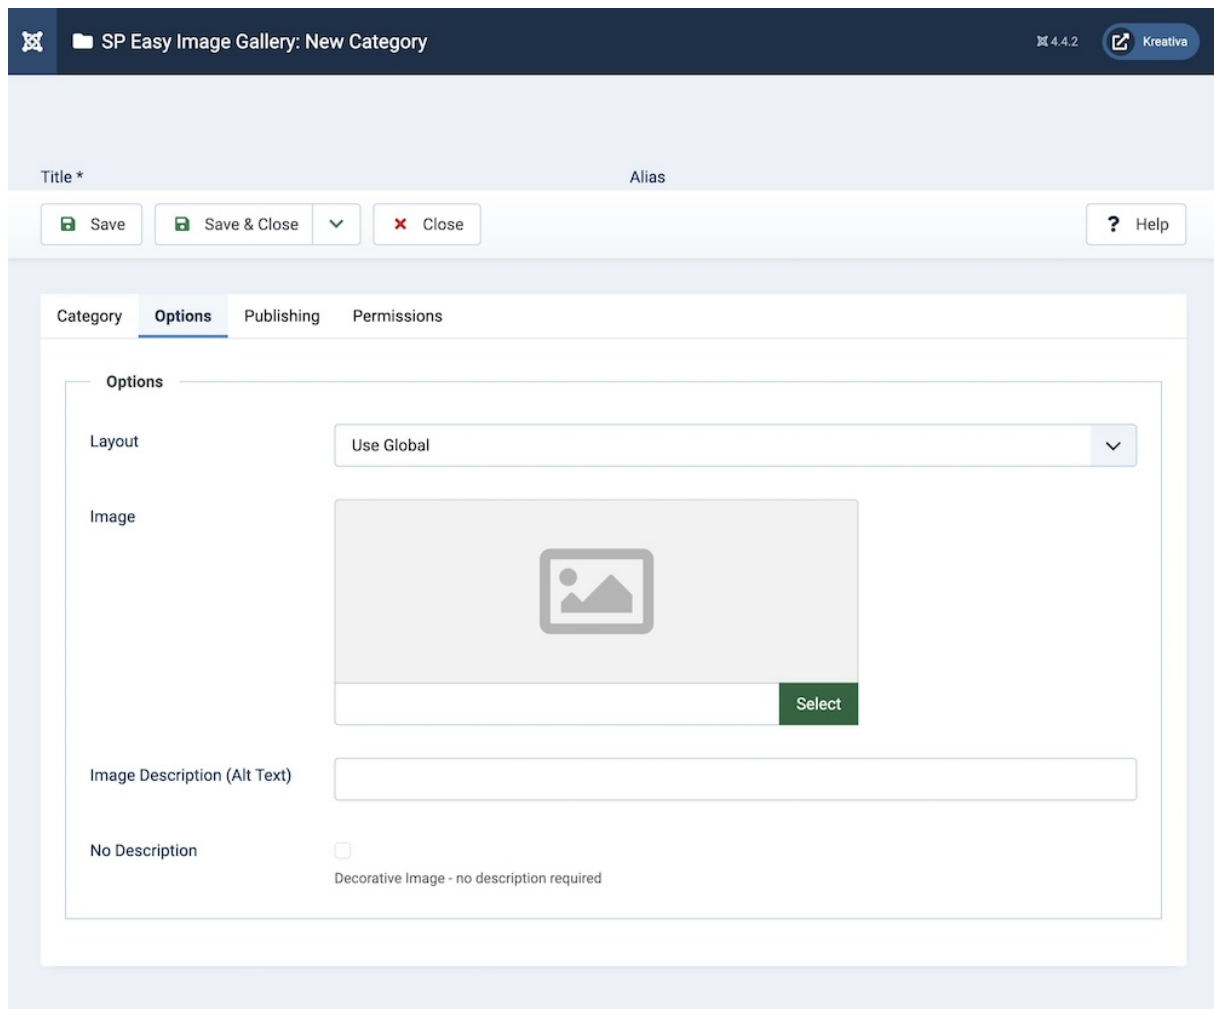 SP Easy Image Gallery: New Category
4.4.2
Kreativa
Title *
Alias
Save
Save & Close
Close
? Help
Category
Options
Publishing
Permissions
Options
Layout
Use Global
Image
Select
Image Description (Alt Text)
No Description
Decorative Image - no description required